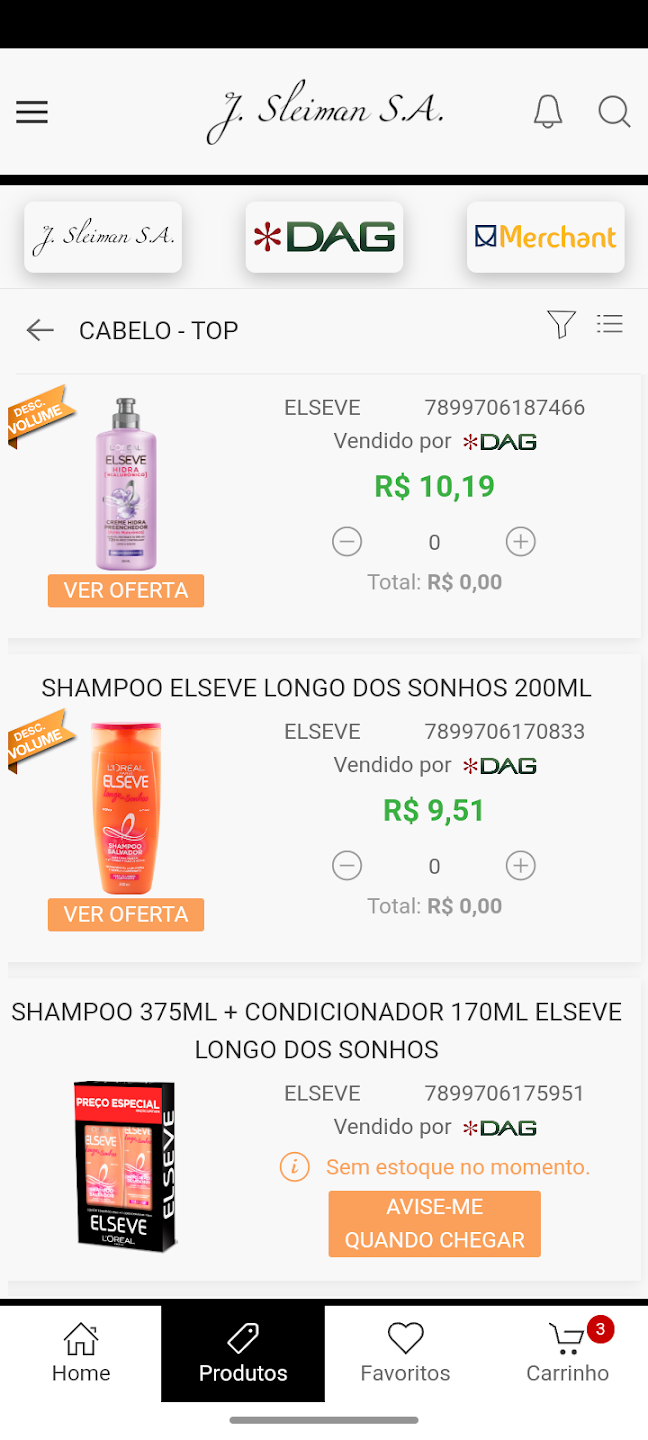 J. Sleiman S.A.
J. Sleiman S.A.
DAG
Merchant
CABELO - TOP
DESC.
VOLUME
L'ORÉAL
ELSEVE
HIDRA
[HIALURÔNICO]
CREME HIDRA
PREENCHEDOR
VER OFERTA
ELSEVE 7899706187466
Vendido por DAG
R$ 10,19
0
Total: R$ 0,00
SHAMPOO ELSEVE LONGO DOS SONHOS 200ML
DESC.
VOLUME
L'ORÉAL
ELSEVE
Longo dos Sonhos
SHAMPOO
SALVADOR
VER OFERTA
ELSEVE 7899706170833
Vendido por DAG
R$ 9,51
0
Total: R$ 0,00
SHAMPOO 375ML + CONDICIONADOR 170ML ELSEVE
LONGO DOS SONHOS
PREÇO ESPECIAL
ELSEVE
ELSEVE
ELSEVE
ELSEVE
L'ORÉAL
ELSEVE 7899706175951
Vendido por DAG
Sem estoque no momento.
AVISE-ME
QUANDO CHEGAR
Home
Produtos
Favoritos
3
Carrinho